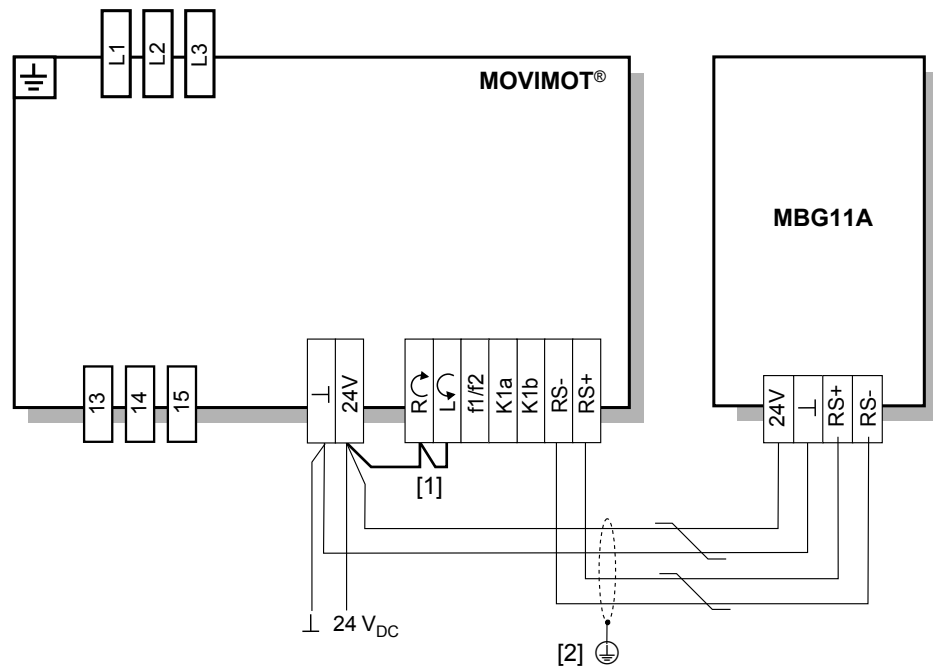 L1
L2
L3
MOVIMOT®
MBG11A
13
14
15
⊥
24V
R
L
f1/f2
K1a
K1b
RS-
RS+
24V
⊥
RS+
RS-
[1]
⊥ 24 VDC
[2]